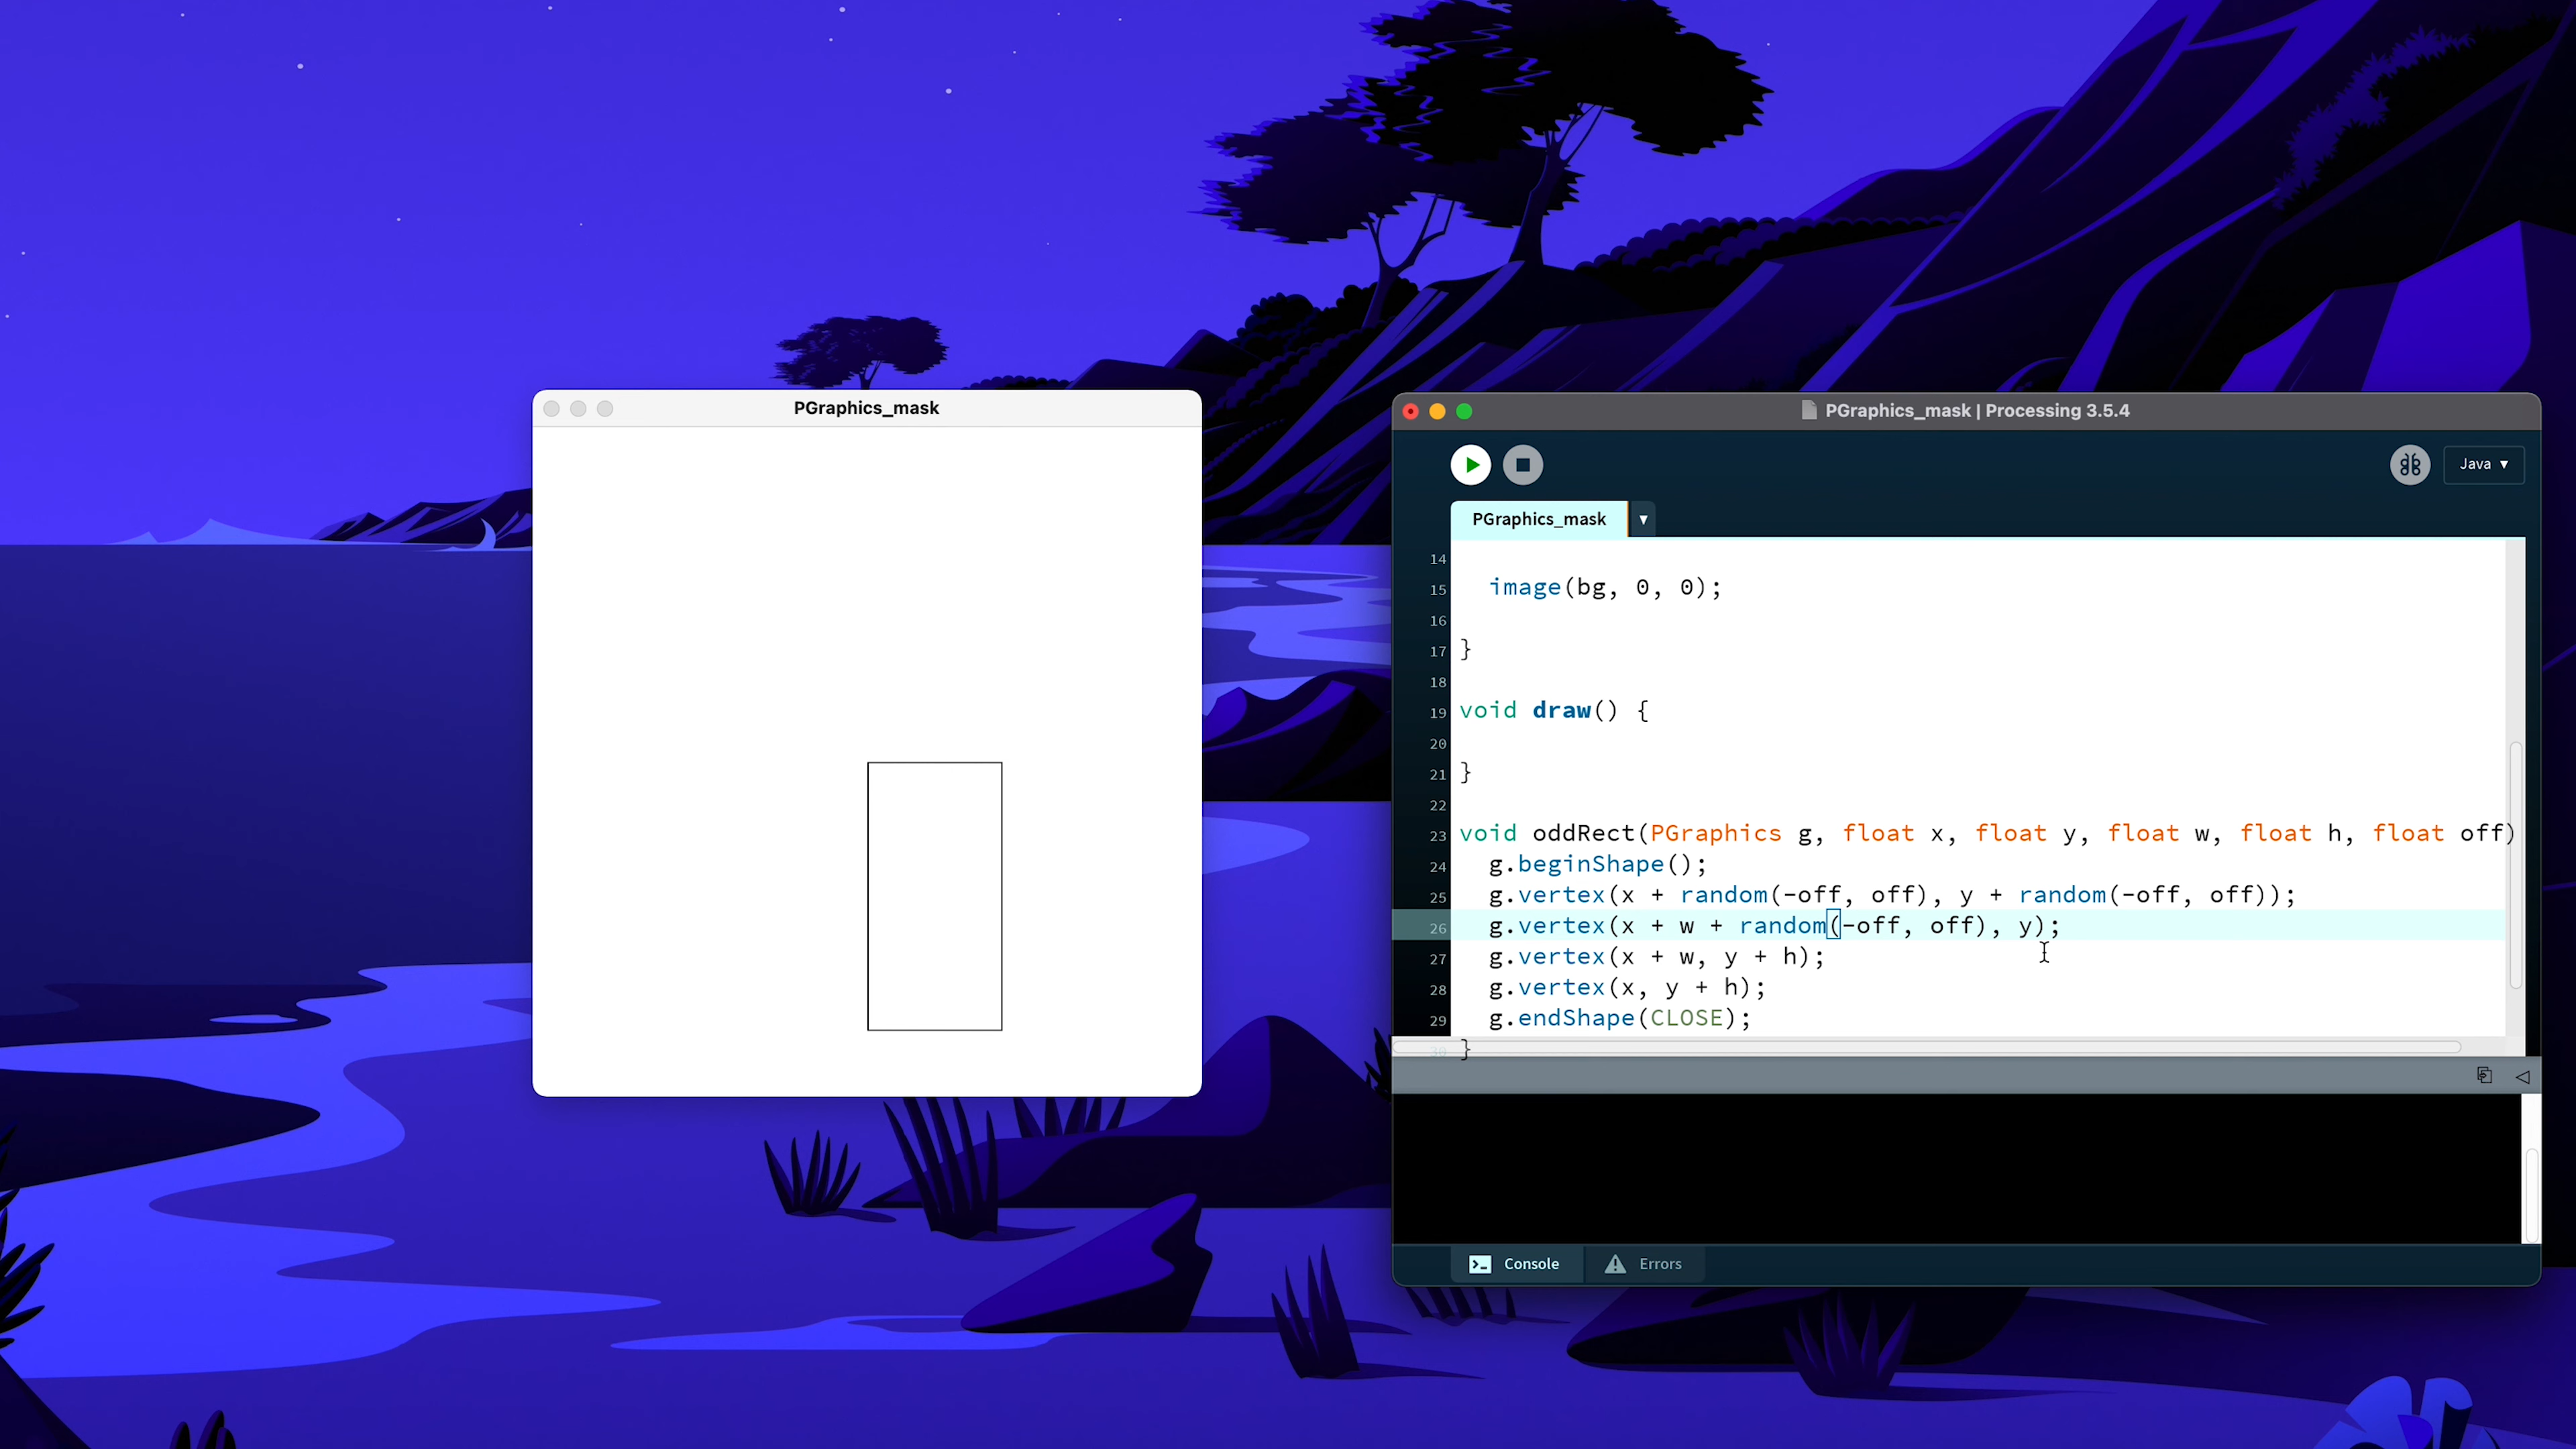 PGraphics_mask
PGraphics_mask | Processing 3.5.4
Java ▾
PGraphics_mask ▾
14
15 image(bg, 0, 0);
16
17 }
18
19 void draw() {
20
21 }
22
23 void oddRect(PGraphics g, float x, float y, float w, float h, float off)
24 g.beginShape();
25 g.vertex(x + random(-off, off), y + random(-off, off));
26 g.vertex(x + w + random(-off, off), y);
27 g.vertex(x + w, y + h);
28 g.vertex(x, y + h);
29 g.endShape(CLOSE);
30 }
Console Errors